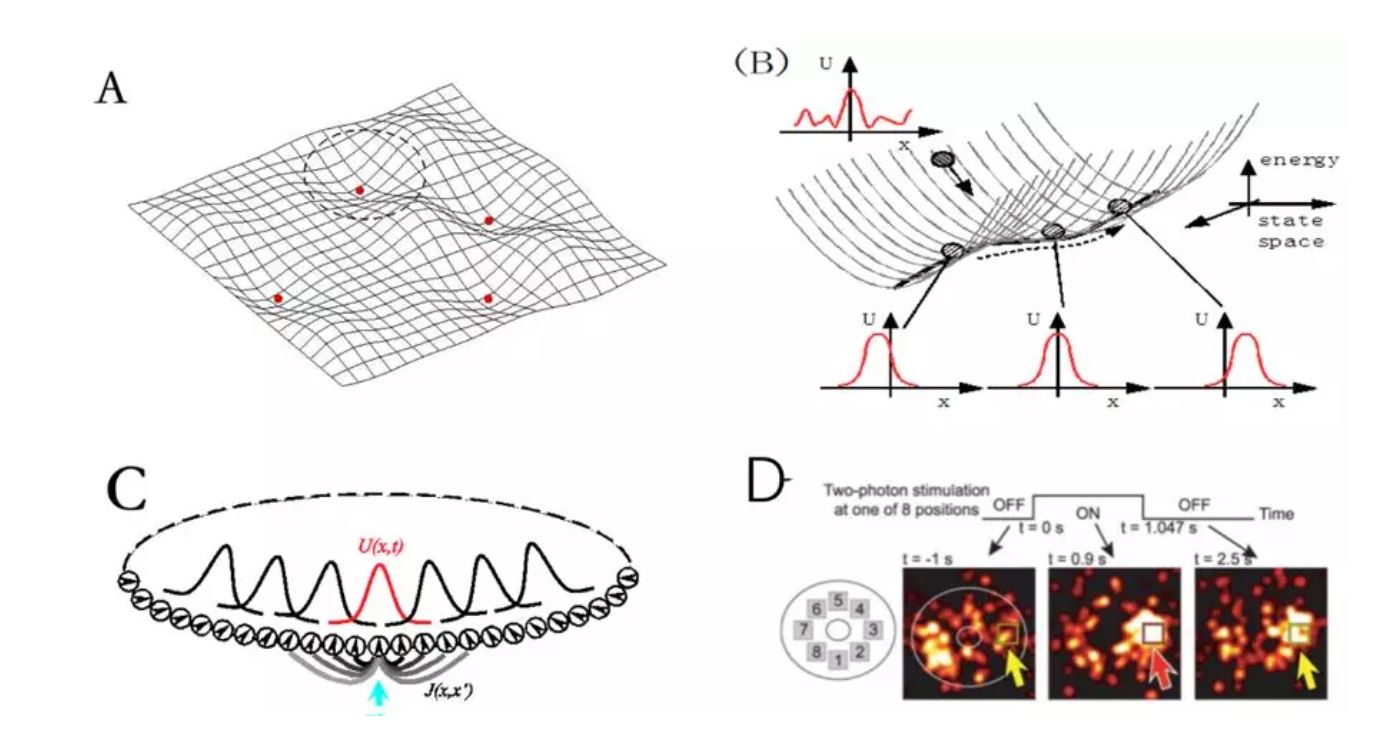 A
(B)
U
x
energy
state
space
U
U
U
x
x
x
C
U(x,t)
J(x,x')
D
Two-photon stimulation
at one of 8 positions
OFF
ON
OFF
Time
t = 0 s
t = 1.047 s
t = -1 s
t = 0.9 s
t = 2.5 s
5
6
4
7
3
8
2
1